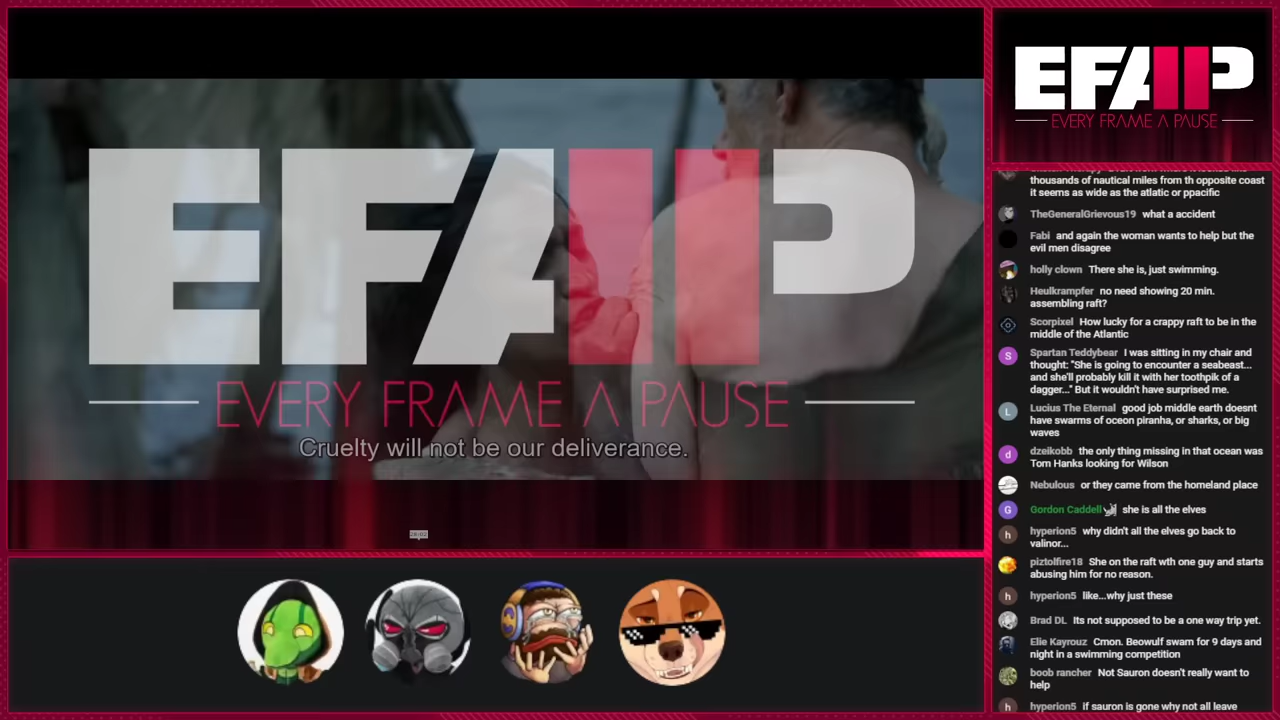 EFAP
EVERY FRAME A PAUSE
Cruelty will not be our deliverance.
EFAP
EVERY FRAME A PAUSE
thousands of nautical miles from th opposite coast
it seems as wide as the atlatic or ppacific
TheGeneralGrievous19 what a accident
Fabi and again the woman wants to help but the
evil men disagree
holly clown There she is, just swimming.
Heulkrampfer no need showing 20 min.
assembling raft?
Scorpixel How lucky for a crappy raft to be in the
middle of the Atlantic
S
Spartan Teddybear I was sitting in my chair and
thought: "She is going to encounter a seabeast...
and she'll probably kill it with her toothpik of a
dagger..." But it wouldn't have surprised me.
L
Lucius The Eternal good job middle earth doesnt
have swarms of oceon piranha, or sharks, or big
waves
d
dzeikobb the only thing missing in that ocean was
Tom Hanks looking for Wilson
Nebulous or they came from the homeland place
G
Gordon Caddell she is all the elves
h
hyperion5 why didn't all the elves go back to
valinor...
piztolfire18 She on the raft wth one guy and starts
abusing him for no reason.
h
hyperion5 like...why just these
Brad DL Its not supposed to be a one way trip yet.
Elie Kayrouz Cmon. Beowulf swam for 9 days and
night in a swimming competition
boob rancher Not Sauron doesn't really want to
help
h
hyperion5 if sauron is gone why not all leave